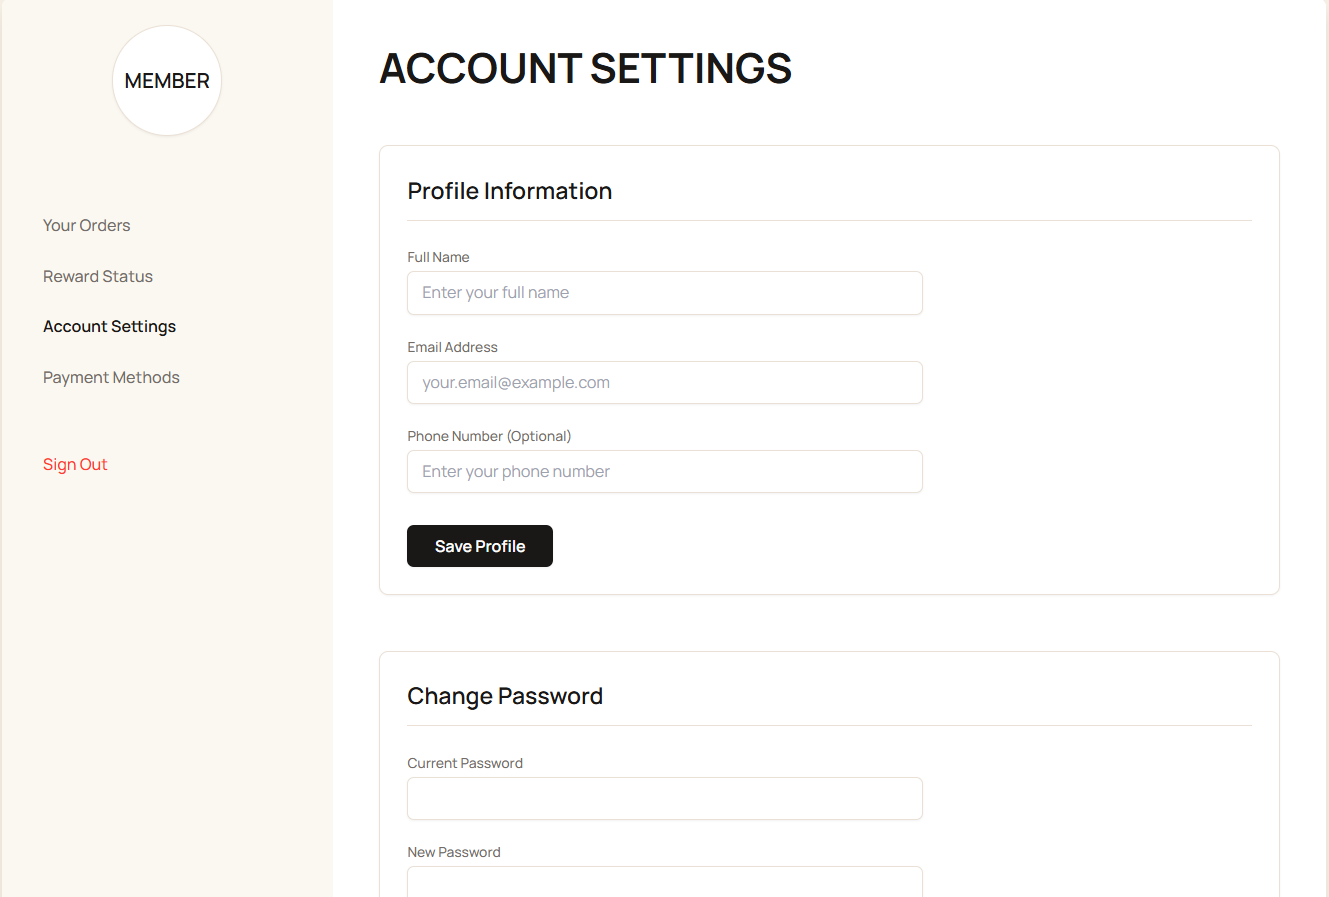 MEMBER
Your Orders
Reward Status
Account Settings
Payment Methods
Sign Out
ACCOUNT SETTINGS
Profile Information
Full Name
Enter your full name
Email Address
your.email@example.com
Phone Number (Optional)
Enter your phone number
Save Profile
Change Password
Current Password
New Password